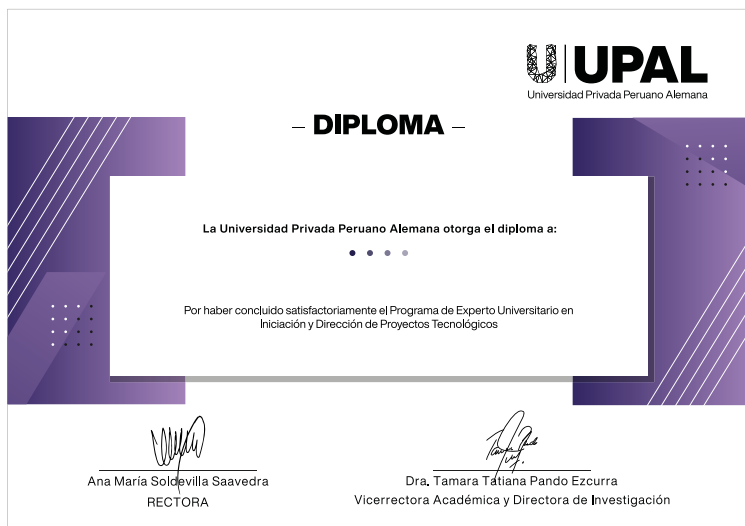 UPAL
Universidad Privada Peruano Alemana
– DIPLOMA –
La Universidad Privada Peruano Alemana otorga el diploma a:
Por haber concluido satisfactoriamente el Programa de Experto Universitario en
Iniciación y Dirección de Proyectos Tecnológicos
Ana María Soldevilla Saavedra
RECTORA
Dra. Tamara Tatiana Pando Ezcurra
Vicerrectora Académica y Directora de Investigación